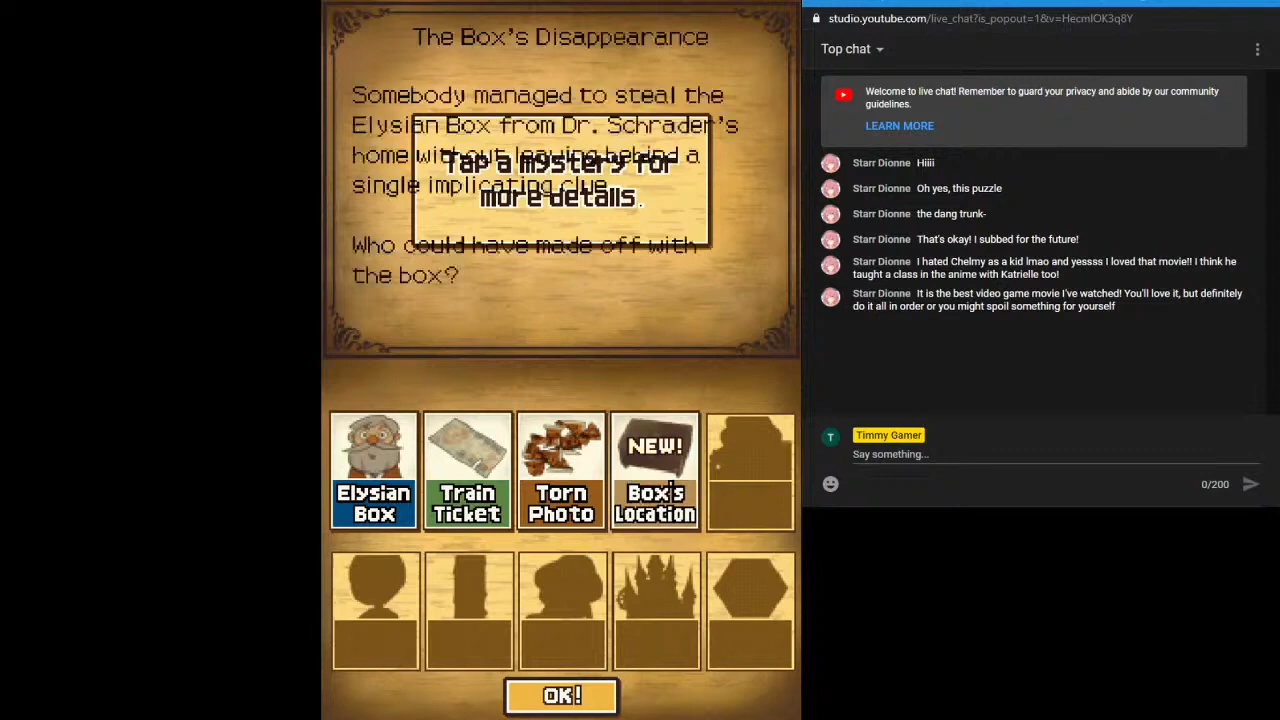 The Box's Disappearance
Somebody managed to steal the
Elysian Box from Dr. Schrader's
home without leaving behind a
single implicating clue.
Who could have made off with
the box?
Tap a mystery for
more details.
Elysian
Box
Train
Ticket
Torn
Photo
NEW!
Box's
Location
OK!
studio.youtube.com/live_chat?is_popout=1&v=HecmIOK3q8Y
Top chat
Welcome to live chat! Remember to guard your privacy and abide by our community
guidelines.
LEARN MORE
Starr Dionne Hiiii
Starr Dionne Oh yes, this puzzle
Starr Dionne the dang trunk-
Starr Dionne That's okay! I subbed for the future!
Starr Dionne I hated Chelmy as a kid lmao and yessss I loved that movie!! I think he
taught a class in the anime with Katrielle too!
Starr Dionne It is the best video game movie I've watched! You'll love it, but definitely
do it all in order or you might spoil something for yourself
T
Timmy Gamer
Say something...
0/200